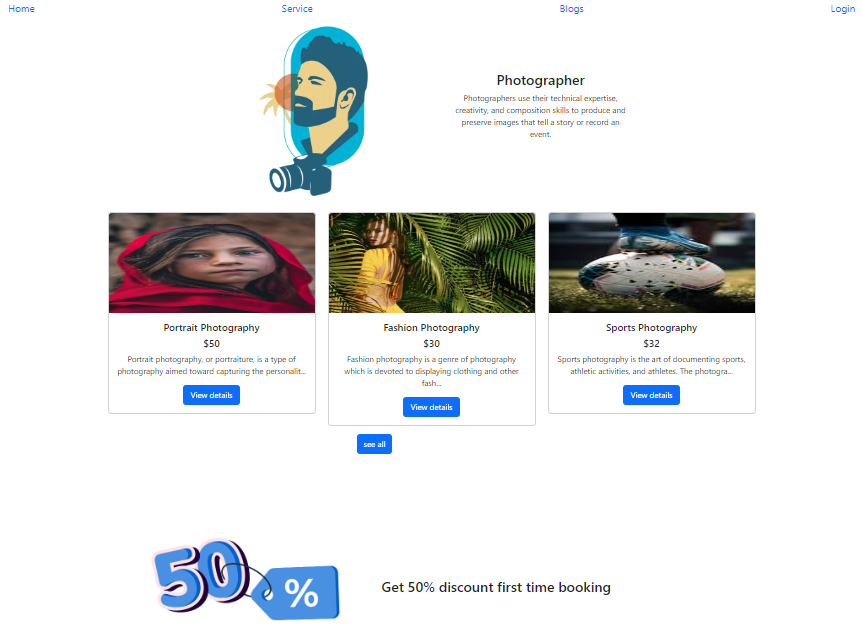 Home
Service
Blogs
Login
Photographer
Photographers use their technical expertise,
creativity, and composition skills to produce and
preserve images that tell a story or record an
event.
Portrait Photography
$50
Portrait photography, or portraiture, is a type of
photography aimed toward capturing the personalit...
View details
Fashion Photography
$30
Fashion photography is a genre of photography
which is devoted to displaying clothing and other
fash...
View details
Sports Photography
$32
Sports photography is the art of documenting sports,
athletic activities, and athletes. The photogra...
View details
see all
50
%
Get 50% discount first time booking